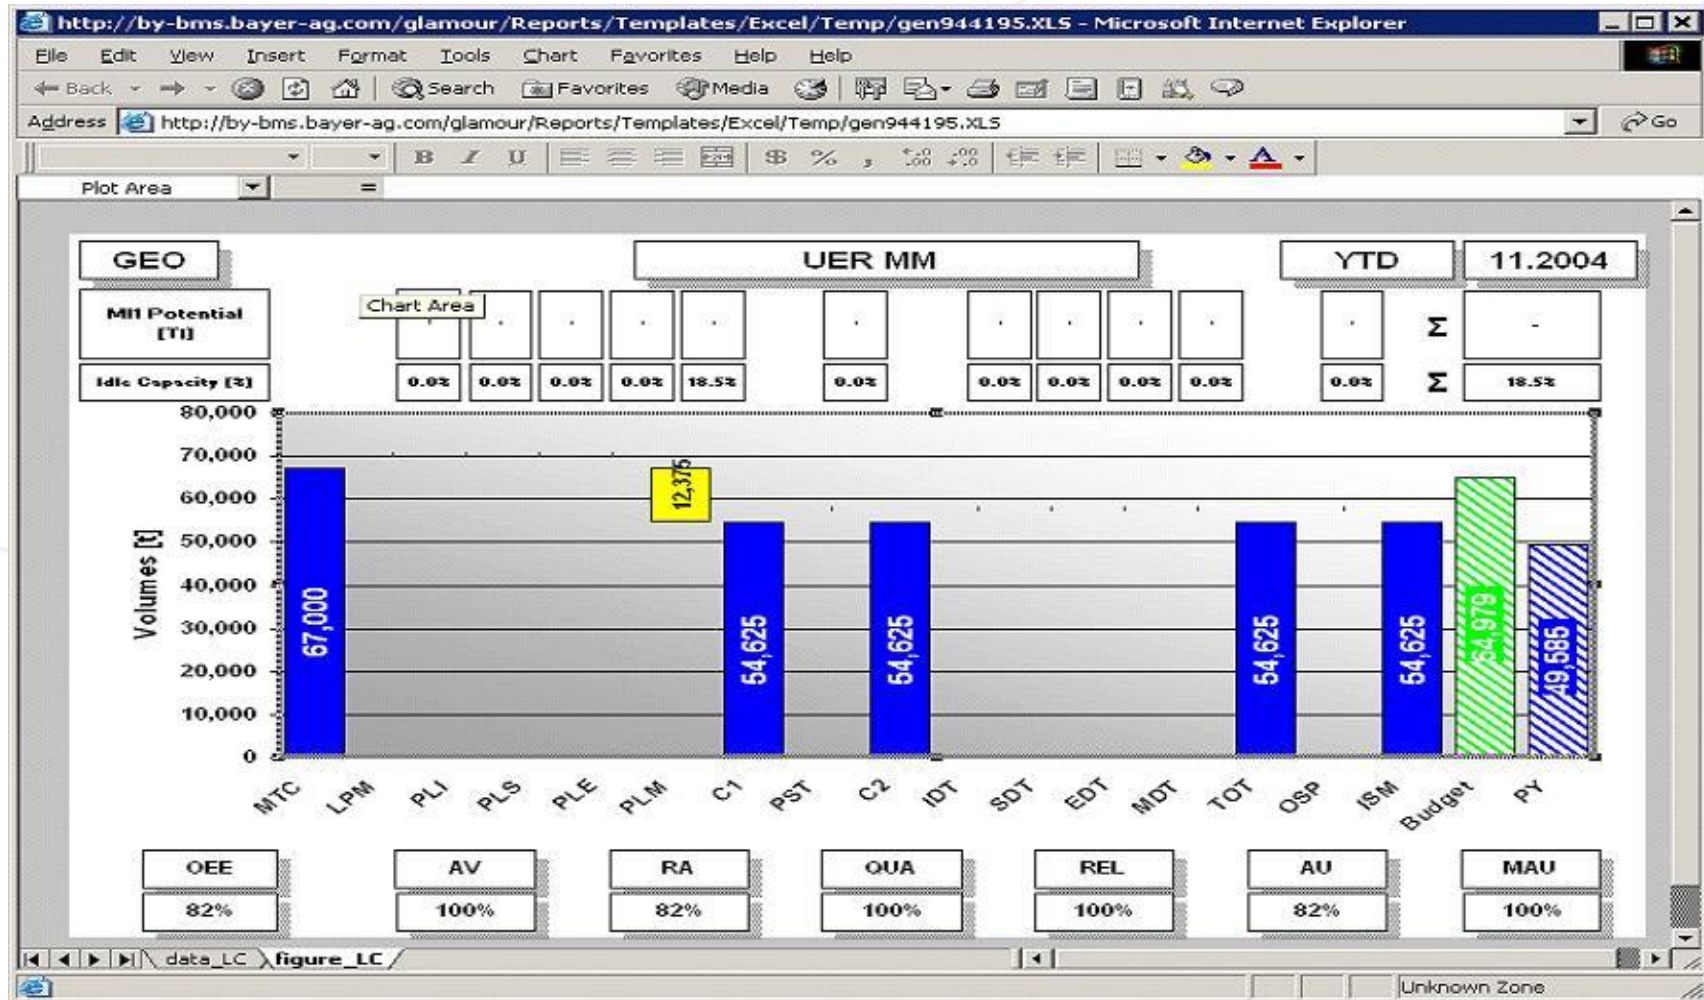 http://by-bms.bayer-ag.com/glamour/Reports/Templates/Excel/Temp/gen944195.XLS - Microsoft Internet Explorer
File Edit View Insert Format Tools Chart Favorites Help Help
Back Search Favorites Media
Address http://by-bms.bayer-ag.com/glamour/Reports/Templates/Excel/Temp/gen944195.XLS Go
B I U $ % , +.0 .00 .00 +.0
Plot Area =
GEO UER MM YTD 11.2004
MI1 Potential [TI] Chart Area Σ -
Idle Capacity [%] 0.0% 0.0% 0.0% 0.0% 18.5% 0.0% 0.0% 0.0% 0.0% 0.0% 0.0% Σ 18.5%
80,000
70,000
60,000
50,000
40,000
30,000
20,000
10,000
0
Volumes [t]
67,000
12,375
54,625
54,625
54,625
54,625
64,979
49,585
MTC LPM PLI PLS PLE PLM C1 PST C2 IDT SDT EDT MDT TOT OSP ISM Budget PY
OEE AV RA QUA REL AU MAU
82% 100% 82% 100% 100% 82% 100%
data_LC figure_LC
Unknown Zone